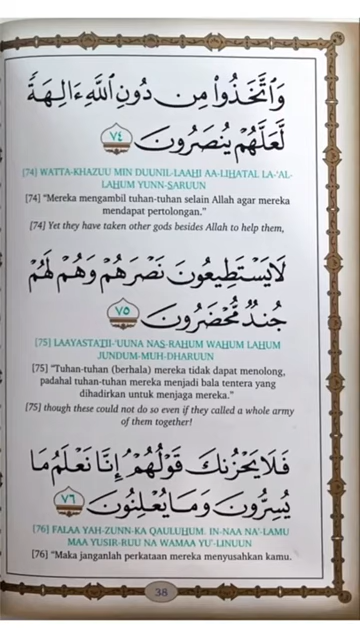 وَاتَّخَذُوا۟ مِن دُونِ ٱللَّهِ ءَالِهَةً
لَّعَلَّهُمْ يُنصَرُونَ ٧٤
[74] WATTA-KHAZUU MIN DUUNIL-LAAHI AA-LIHATAL LA-'AL-
LAHUM YUNN-SARUUN
[74] "Mereka mengambil tuhan-tuhan selain Allah agar mereka
mendapat pertolongan."
[74] Yet they have taken other gods besides Allah to help them,
لَا يَسْتَطِيعُونَ نَصْرَهُمْ وَهُمْ لَهُمْ
جُندٌ مُّحْضَرُونَ ٧٥
[75] LAAYASTATII-'UUNA NAS-RAHUM WAHUM LAHUM
JUNDUM-MUH-DHARUUN
[75] "Tuhan-tuhan (berhala) mereka tidak dapat menolong,
padahal tuhan-tuhan mereka menjadi bala tentera yang
dihadirkan untuk menjaga mereka."
[75] though these could not do so even if they called a whole army
of them together!
فَلَا يَحْزُنكَ قَوْلُهُمْ إِنَّا نَعْلَمُ مَا
يُسِرُّونَ وَمَا يُعْلِنُونَ ٧٦
[76] FALAA YAH-ZUNN-KA QAULUHUM. IN-NAA NA'-LAMU
MAA YUSIR-RUU NA WAMAA YU'-LINUUN
[76] "Maka janganlah perkataan mereka menyusahkan kamu.
38